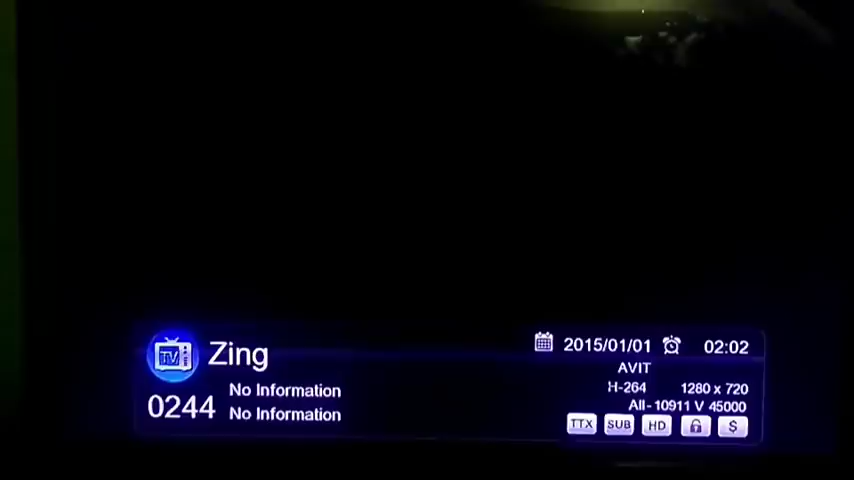 TV
Zing
0244
No Information
No Information
2015/01/01
02:02
AVIT
H-264 1280 x 720
All-10911 V 45000
TTX SUB HD $